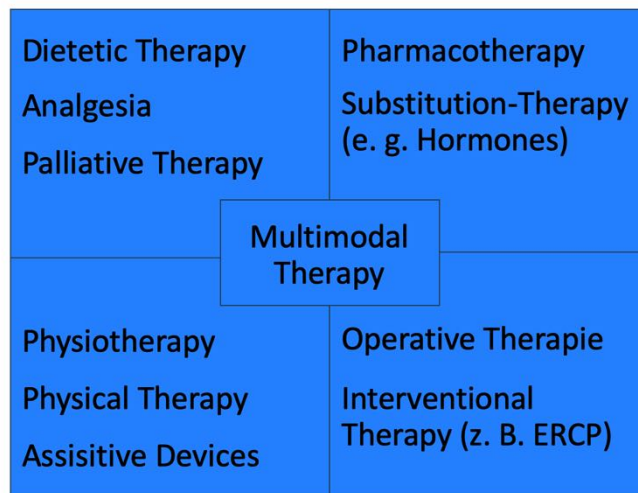 Dietetic Therapy
Analgesia
Palliative Therapy
Pharmacotherapy
Substitution-Therapy
(e. g. Hormones)
Multimodal
Therapy
Physiotherapy
Physical Therapy
Assisitive Devices
Operative Therapie
Interventional
Therapy (z. B. ERCP)